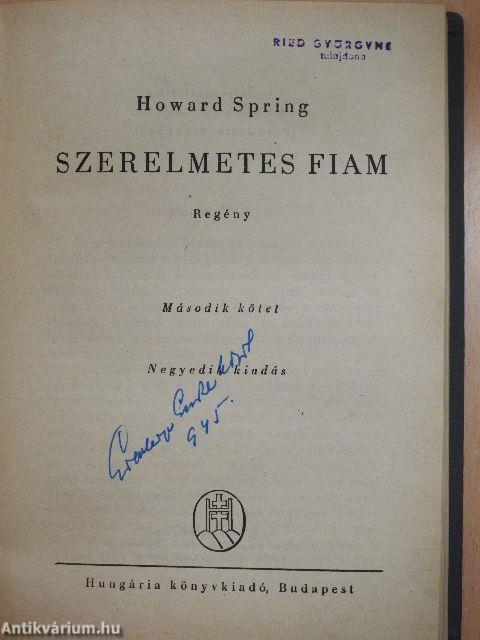 RIED GYÖRGYNÉ
tulajdona
Howard Spring
SZERELMETES FIAM
Regény
Második kötet
Negyedik kiadás
945.
Hungária könyvkiadó, Budapest
Antikvárium.hu